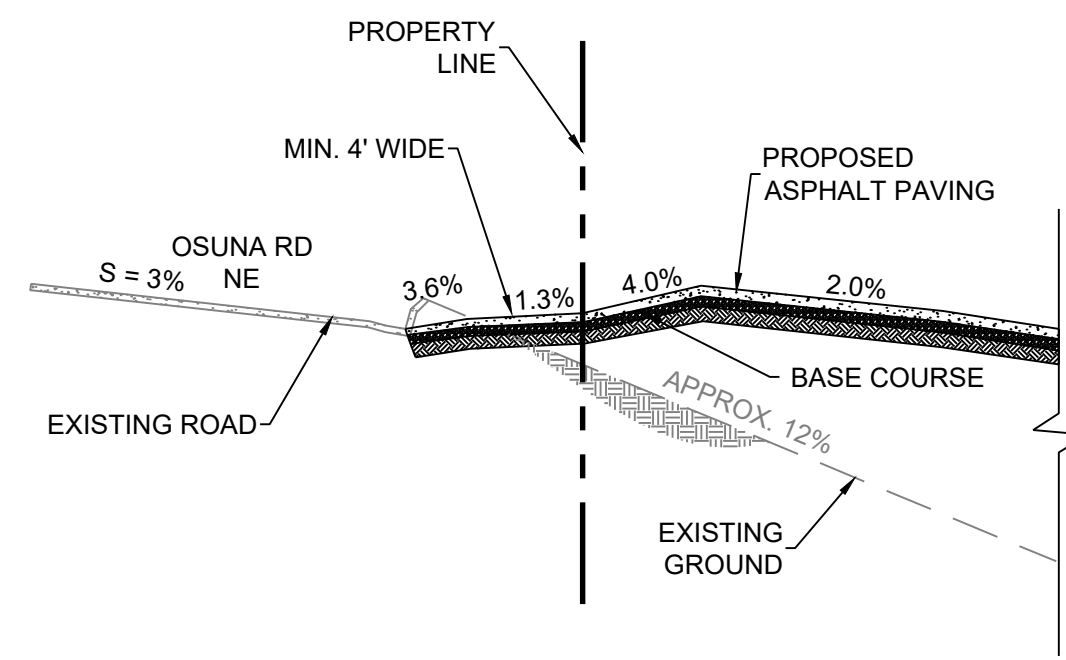 PROPERTY
LINE
MIN. 4' WIDE
PROPOSED
ASPHALT PAVING
OSUNA RD
NE
S = 3%
3.6%
1.3%
4.0%
2.0%
BASE COURSE
APPROX. 12%
EXISTING ROAD
EXISTING
GROUND